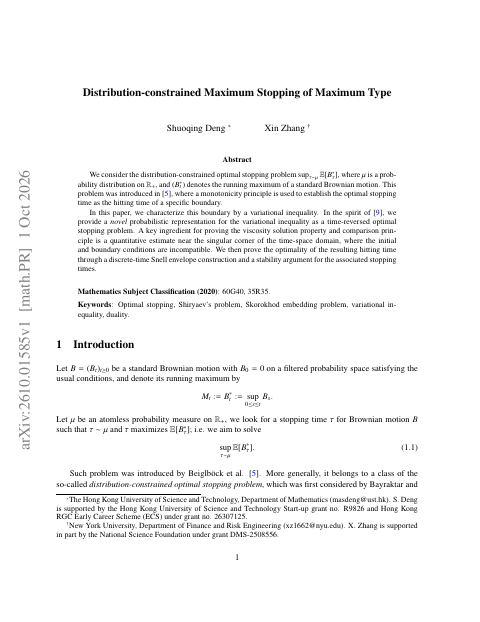 Distribution-constrained Maximum Stopping of Maximum Type
Shuoqing Deng * Xin Zhang †
Abstract
We consider the distribution-constrained optimal stopping problem sup_{τ∼μ} 𝔼[B*_τ], where μ is a prob-
ability distribution on ℝ₊, and (B*_t) denotes the running maximum of a standard Brownian motion. This
problem was introduced in [5], where a monotonicity principle is used to establish the optimal stopping
time as the hitting time of a specific boundary.
In this paper, we characterize this boundary by a variational inequality. In the spirit of [9], we
provide a novel probabilistic representation for the variational inequality as a time-reversed optimal
stopping problem. A key ingredient for proving the viscosity solution property and comparison prin-
ciple is a quantitative estimate near the singular corner of the time-space domain, where the initial
and boundary conditions are incompatible. We then prove the optimality of the resulting hitting time
through a discrete-time Snell envelope construction and a stability argument for the associated stopping
times.
Mathematics Subject Classification (2020): 60G40, 35R35.
Keywords: Optimal stopping, Shiryaev's problem, Skorokhod embedding problem, variational in-
equality, duality.
1 Introduction
Let B = (B_t)_{t≥0} be a standard Brownian motion with B₀ = 0 on a filtered probability space satisfying the
usual conditions, and denote its running maximum by
M_t := B*_t := sup_{0≤s≤t} B_s.
Let μ be an atomless probability measure on ℝ₊, we look for a stopping time τ for Brownian motion B
such that τ ∼ μ and τ maximizes 𝔼[B*_τ]; i.e. we aim to solve
sup_{τ∼μ} 𝔼[B*_τ]. (1.1)
Such problem was introduced by Beiglböck et al. [5]. More generally, it belongs to a class of the
so-called distribution-constrained optimal stopping problem, which was first considered by Bayraktar and
*The Hong Kong University of Science and Technology, Department of Mathematics (masdeng@ust.hk). S. Deng
is supported by the Hong Kong University of Science and Technology Start-up grant no. R9826 and Hong Kong
RGC Early Career Scheme (ECS) under grant no. 26307125.
†New York University, Department of Finance and Risk Engineering (xz1662@nyu.edu). X. Zhang is supported
in part by the National Science Foundation under grant DMS-2508556.
1
arXiv:2610.01585v1 [math.PR] 1 Oct 2026